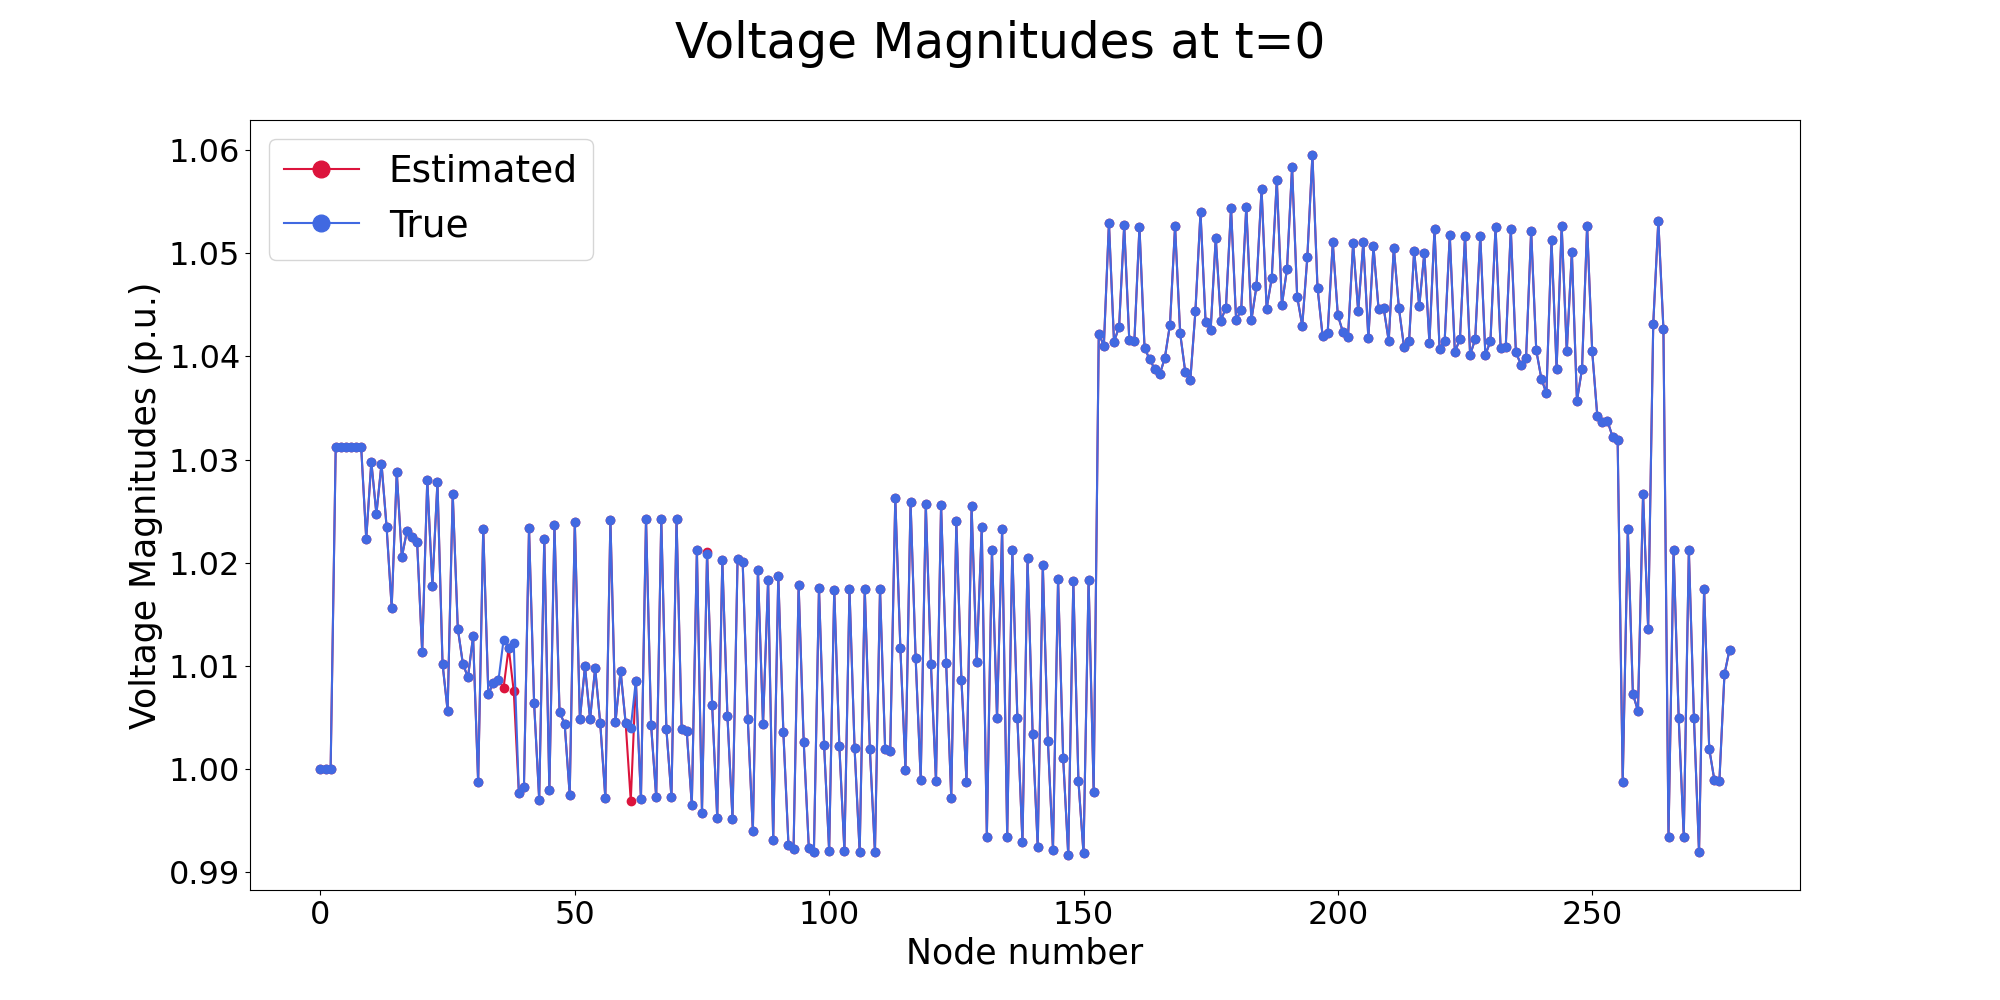 Voltage Magnitudes at t=0
Estimated
True
Voltage Magnitudes (p.u.)
1.06
1.05
1.04
1.03
1.02
1.01
1.00
0.99
0 50 100 150 200 250
Node number